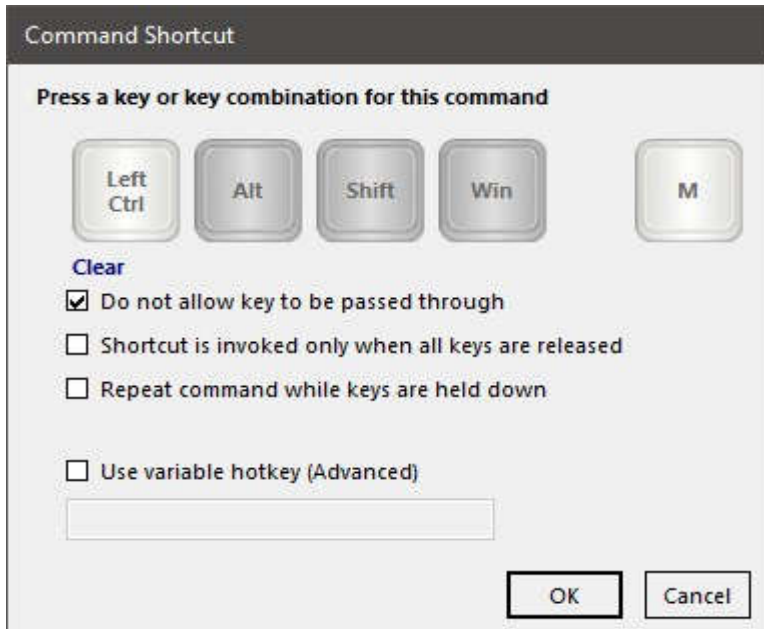 Command Shortcut
Press a key or key combination for this command
Left
Ctrl
Alt
Shift
Win
M
Clear
Do not allow key to be passed through
Shortcut is invoked only when all keys are released
Repeat command while keys are held down
Use variable hotkey (Advanced)
OK
Cancel